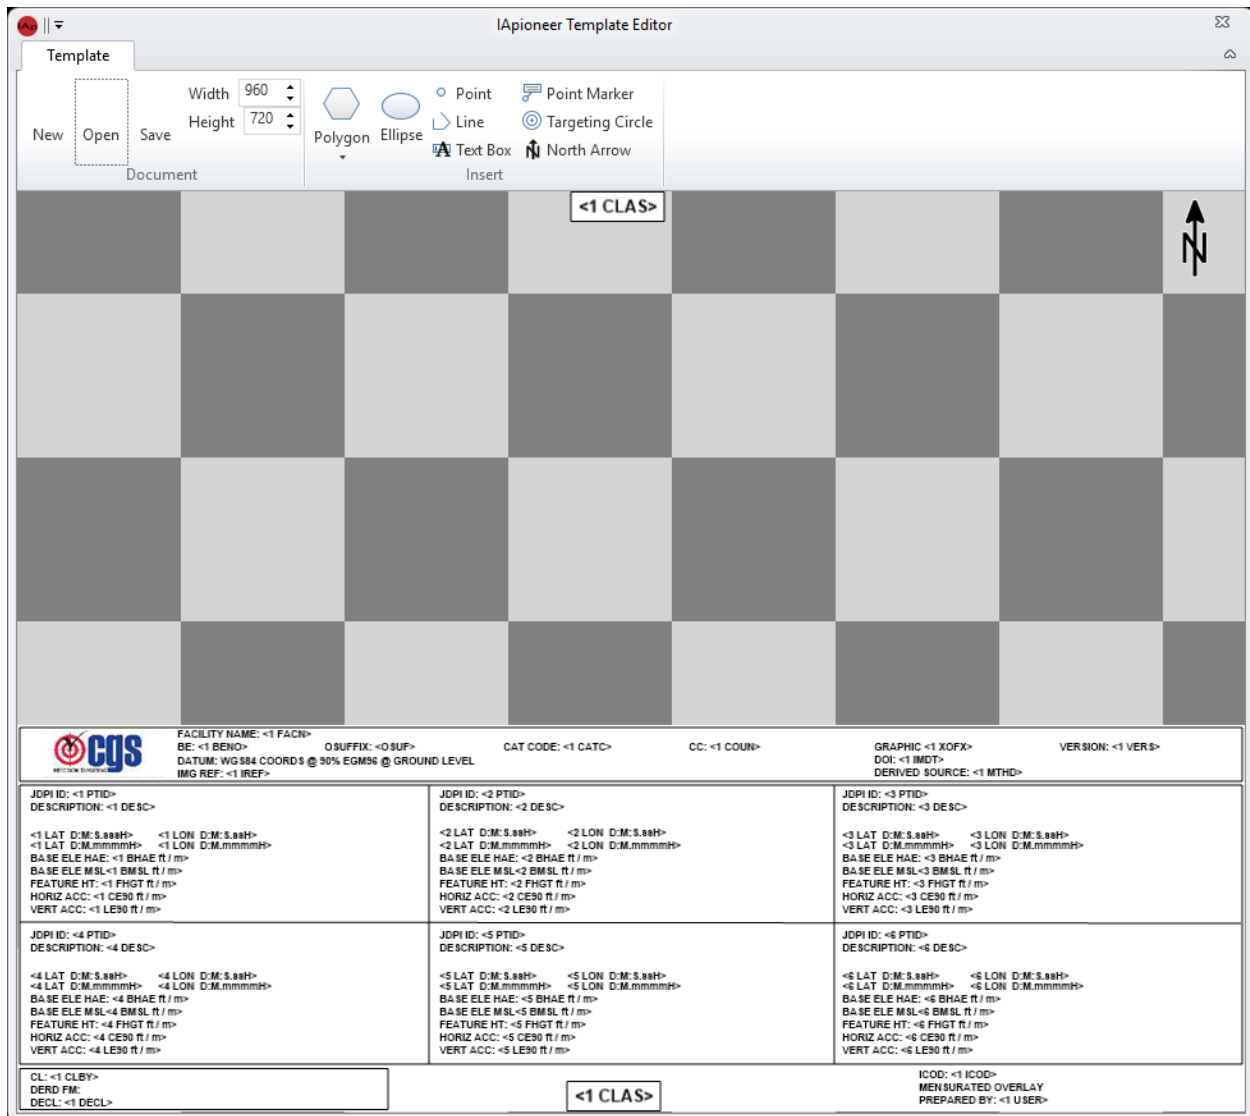 IAp
IApioneer Template Editor
Template
New
Open
Save
Width 960
Height 720
Document
Polygon
Ellipse
Point
Line
Text Box
Point Marker
Targeting Circle
North Arrow
Insert
<1 CLAS>
N
cgs
FACILITY NAME: <1 FACN>
BE: <1 BENO> OSUFFIX: <OSUF> CAT CODE: <1 CATC> CC: <1 COUN> GRAPHIC <1 XOFX> VERSION: <1 VERS>
DATUM: WGS84 COORDS @ 90% EGM96 @ GROUND LEVEL DOI: <1 IMDT>
IMG REF: <1 IREF> DERIVED SOURCE: <1 MTHD>
JDPI ID: <1 PTID>
DESCRIPTION: <1 DESC>
<1 LAT D:M:S.sssH> <1 LON D:M:S.ssH>
<1 LAT D:M.mmmmH> <1 LON D:M.mmmmH>
BASE ELE HAE: <1 BHAE ft / m>
BASE ELE MSL<1 BMSL ft / m>
FEATURE HT: <1 FHGT ft / m>
HORIZ ACC: <1 CE90 ft / m>
VERT ACC: <1 LE90 ft / m>
JDPI ID: <2 PTID>
DESCRIPTION: <2 DESC>
<2 LAT D:M:S.ssH> <2 LON D:M:S.ssH>
<2 LAT D:M.mmmmH> <2 LON D:M.mmmmH>
BASE ELE HAE: <2 BHAE ft / m>
BASE ELE MSL<2 BMSL ft / m>
FEATURE HT: <2 FHGT ft / m>
HORIZ ACC: <2 CE90 ft / m>
VERT ACC: <2 LE90 ft / m>
JDPI ID: <3 PTID>
DESCRIPTION: <3 DESC>
<3 LAT D:M:S.ssH> <3 LON D:M:S.ssH>
<3 LAT D:M.mmmmH> <3 LON D:M.mmmmH>
BASE ELE HAE: <3 BHAE ft / m>
BASE ELE MSL<3 BMSL ft / m>
FEATURE HT: <3 FHGT ft / m>
HORIZ ACC: <3 CE90 ft / m>
VERT ACC: <3 LE90 ft / m>
JDPI ID: <4 PTID>
DESCRIPTION: <4 DESC>
<4 LAT D:M:S.ssH> <4 LON D:M:S.ssH>
<4 LAT D:M.mmmmH> <4 LON D:M.mmmmH>
BASE ELE HAE: <4 BHAE ft / m>
BASE ELE MSL<4 BMSL ft / m>
FEATURE HT: <4 FHGT ft / m>
HORIZ ACC: <4 CE90 ft / m>
VERT ACC: <4 LE90 ft / m>
JDPI ID: <5 PTID>
DESCRIPTION: <5 DESC>
<5 LAT D:M:S.ssH> <5 LON D:M:S.ssH>
<5 LAT D:M.mmmmH> <5 LON D:M.mmmmH>
BASE ELE HAE: <5 BHAE ft / m>
BASE ELE MSL<5 BMSL ft / m>
FEATURE HT: <5 FHGT ft / m>
HORIZ ACC: <5 CE90 ft / m>
VERT ACC: <5 LE90 ft / m>
JDPI ID: <6 PTID>
DESCRIPTION: <6 DESC>
<6 LAT D:M:S.ssH> <6 LON D:M:S.ssH>
<6 LAT D:M.mmmmH> <6 LON D:M.mmmmH>
BASE ELE HAE: <6 BHAE ft / m>
BASE ELE MSL<6 BMSL ft / m>
FEATURE HT: <6 FHGT ft / m>
HORIZ ACC: <6 CE90 ft / m>
VERT ACC: <6 LE90 ft / m>
CL: <1 CLBY>
DERD FM:
DECL: <1 DECL>
<1 CLAS>
ICOD: <1 ICOD>
MENSURATED OVERLAY
PREPARED BY: <1 USER>